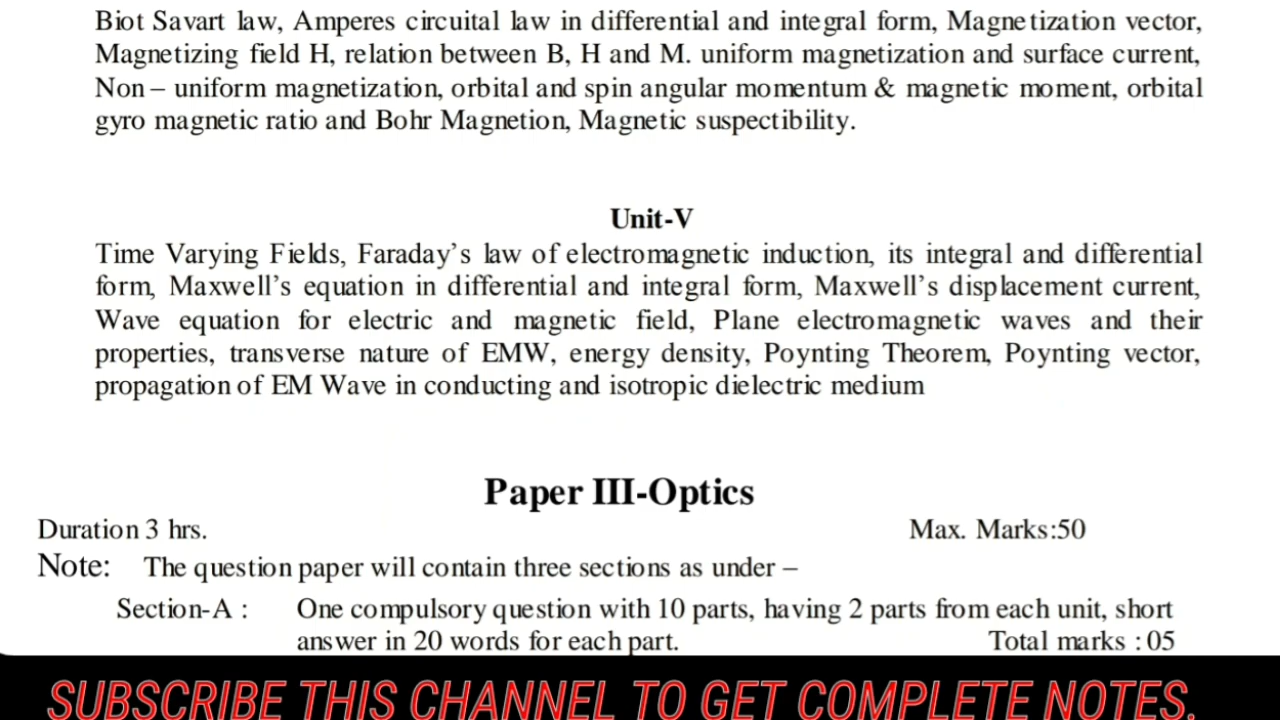 Biot Savart law, Amperes circuital law in differential and integral form, Magnetization vector,
Magnetizing field H, relation between B, H and M. uniform magnetization and surface current,
Non – uniform magnetization, orbital and spin angular momentum & magnetic moment, orbital
gyro magnetic ratio and Bohr Magnetion, Magnetic suspectibility.
Unit-V
Time Varying Fields, Faraday's law of electromagnetic induction, its integral and differential
form, Maxwell's equation in differential and integral form, Maxwell's displacement current,
Wave equation for electric and magnetic field, Plane electromagnetic waves and their
properties, transverse nature of EMW, energy density, Poynting Theorem, Poynting vector,
propagation of EM Wave in conducting and isotropic dielectric medium
Paper III-Optics
Duration 3 hrs. Max. Marks:50
Note: The question paper will contain three sections as under –
Section-A : One compulsory question with 10 parts, having 2 parts from each unit, short
answer in 20 words for each part. Total marks : 05
SUBSCRIBE THIS CHANNEL TO GET COMPLETE NOTES.